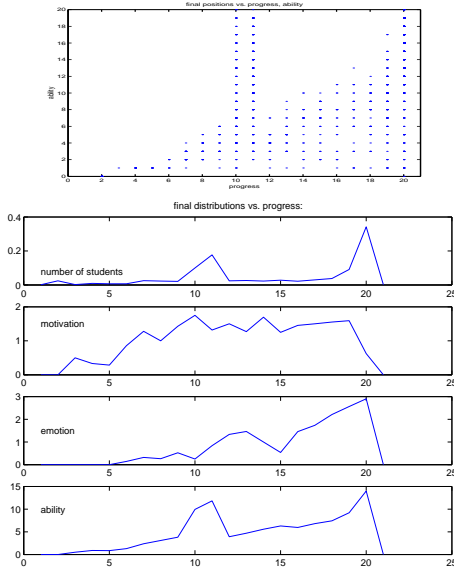 final positions vs. progress, ability
20
18
16
14
12
10
8
6
4
2
0
ability
0 2 4 6 8 10 12 14 16 18 20
progress
final distributions vs. progress:
0.4
0.2
0
number of students
0 5 10 15 20 25
2
1
0
motivation
0 5 10 15 20 25
3
2
1
0
emotion
0 5 10 15 20 25
15
10
5
0
ability
0 5 10 15 20 25